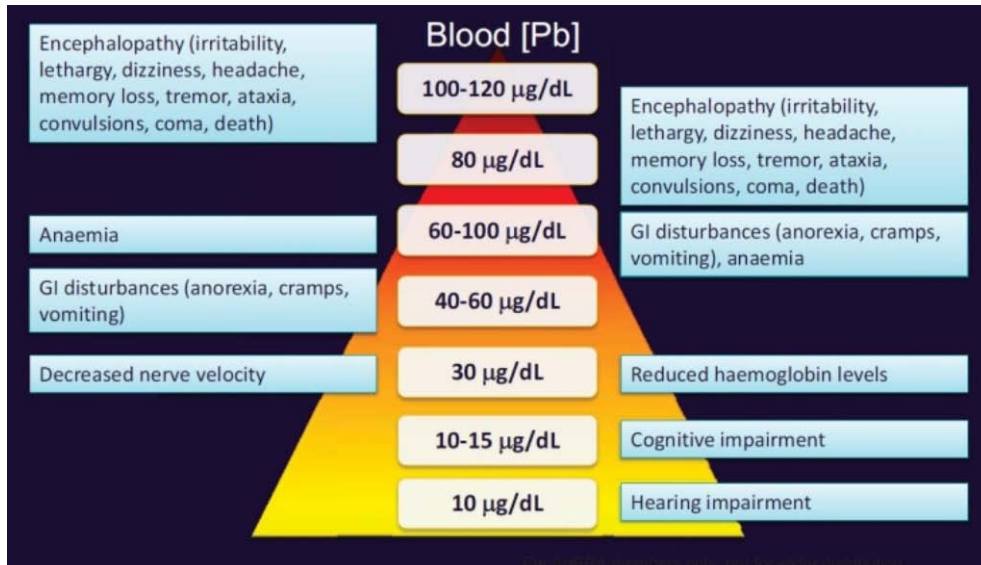 Blood [Pb]
Encephalopathy (irritability,
lethargy, dizziness, headache,
memory loss, tremor, ataxia,
convulsions, coma, death)
100-120 μg/dL
80 μg/dL
Encephalopathy (irritability,
lethargy, dizziness, headache,
memory loss, tremor, ataxia,
convulsions, coma, death)
Anaemia
60-100 μg/dL
GI disturbances (anorexia, cramps,
vomiting), anaemia
GI disturbances (anorexia, cramps,
vomiting)
40-60 μg/dL
Decreased nerve velocity
30 μg/dL
Reduced haemoglobin levels
10-15 μg/dL
Cognitive impairment
10 μg/dL
Hearing impairment